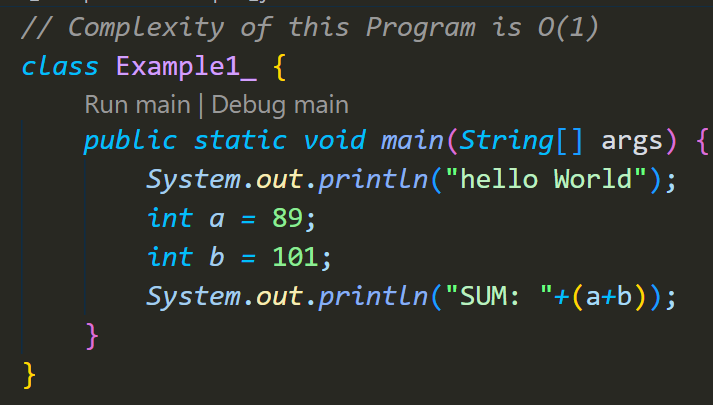 // Complexity of this Program is O(1)
class Example1_ {
Run main | Debug main
public static void main(String[] args) {
System.out.println("hello World");
int a = 89;
int b = 101;
System.out.println("SUM: "+(a+b));
}
}